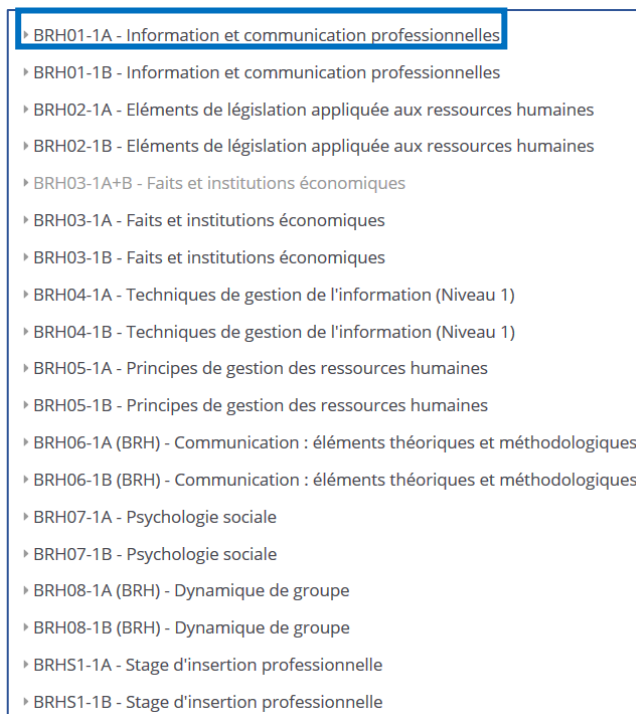 BRH01-1A - Information et communication professionnelles
BRH01-1B - Information et communication professionnelles
BRH02-1A - Eléments de législation appliquée aux ressources humaines
BRH02-1B - Eléments de législation appliquée aux ressources humaines
BRH03-1A+B - Faits et institutions économiques
BRH03-1A - Faits et institutions économiques
BRH03-1B - Faits et institutions économiques
BRH04-1A - Techniques de gestion de l'information (Niveau 1)
BRH04-1B - Techniques de gestion de l'information (Niveau 1)
BRH05-1A - Principes de gestion des ressources humaines
BRH05-1B - Principes de gestion des ressources humaines
BRH06-1A (BRH) - Communication : éléments théoriques et méthodologiques
BRH06-1B (BRH) - Communication : éléments théoriques et méthodologiques
BRH07-1A - Psychologie sociale
BRH07-1B - Psychologie sociale
BRH08-1A (BRH) - Dynamique de groupe
BRH08-1B (BRH) - Dynamique de groupe
BRHS1-1A - Stage d'insertion professionnelle
BRHS1-1B - Stage d'insertion professionnelle